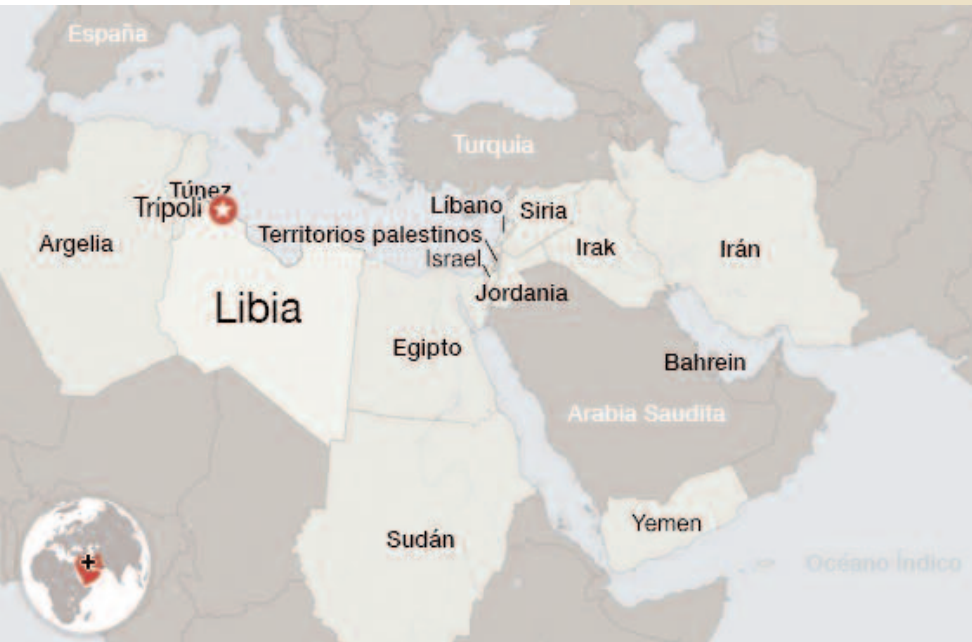 España
Turquía
Túnez
Trípoli
Líbano
Siria
Territorios palestinos
Argelia
Israel
Irak
Irán
Jordania
Libia
Egipto
Bahrein
Arabia Saudita
Yemen
Sudán
Océano Índico